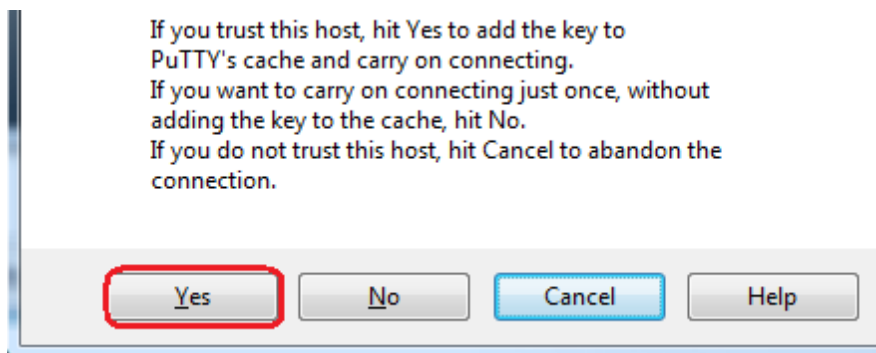 If you trust this host, hit Yes to add the key to
PuTTY's cache and carry on connecting.
If you want to carry on connecting just once, without
adding the key to the cache, hit No.
If you do not trust this host, hit Cancel to abandon the
connection.
Yes No Cancel Help